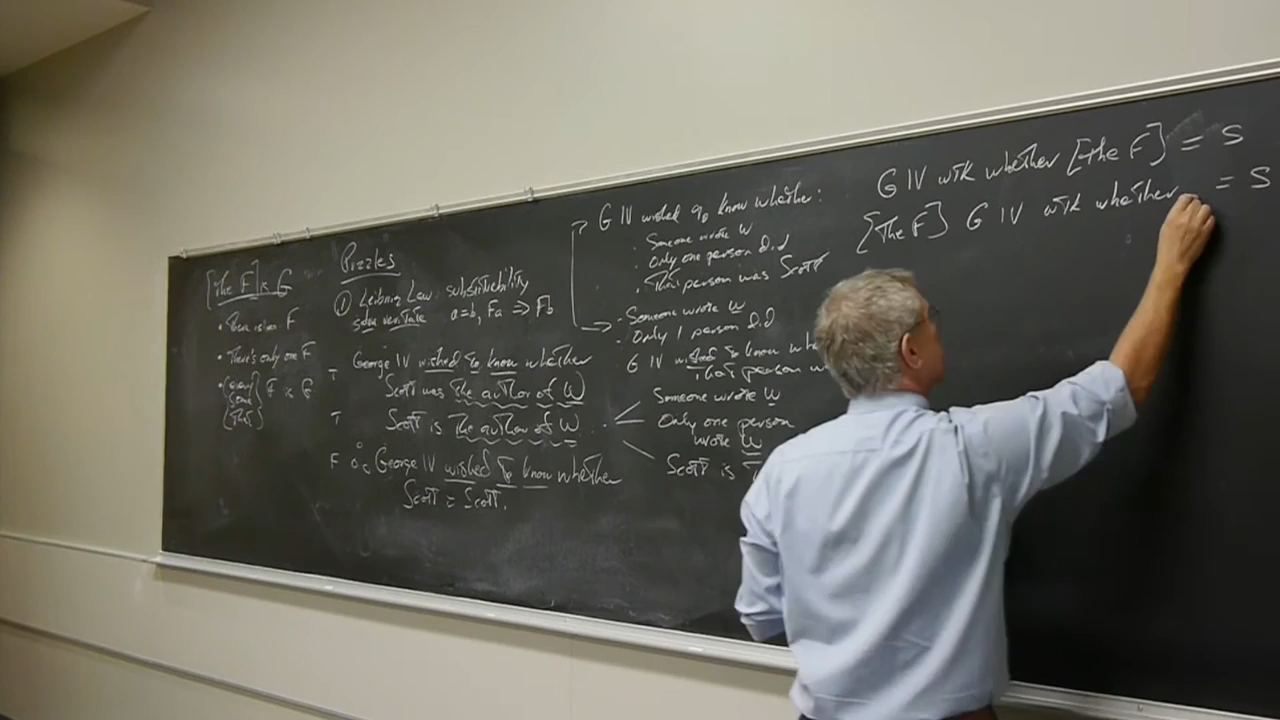 [the F] is G
• There is an F
• There's only one F
F is G
Puzzles
① Leibniz Law: substitutability
salva veritate a=b, Fa ⇒ Fb
T George IV wished to know whether
Scott was the author of W
T Scott is the author of W
F ∴ George IV wished to know whether
Scott = Scott.
G IV wished to know whether:
• Someone wrote W
• Only one person did
• That person was Scott
• Someone wrote W
• Only 1 person did
G IV wished to know
that person
Someone wrote W
Only one person
wrote W
Scott is
G IV wtk whether [the F] = S
[The F] G IV wtk whether = S